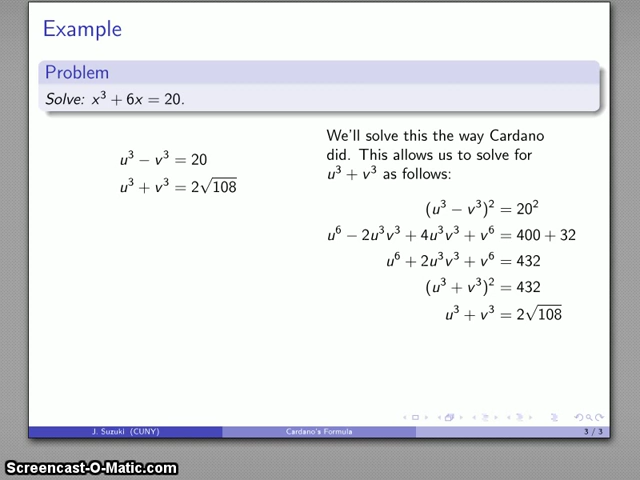 Example
Problem
Solve: x³ + 6x = 20.
u³ − v³ = 20
u³ + v³ = 2√108
We'll solve this the way Cardano
did. This allows us to solve for
u³ + v³ as follows:
(u³ − v³)² = 20²
u⁶ − 2u³v³ + 4u³v³ + v⁶ = 400 + 32
u⁶ + 2u³v³ + v⁶ = 432
(u³ + v³)² = 432
u³ + v³ = 2√108
J. Suzuki (CUNY)
Cardano's Formula
3 / 3
Screencast-O-Matic.com